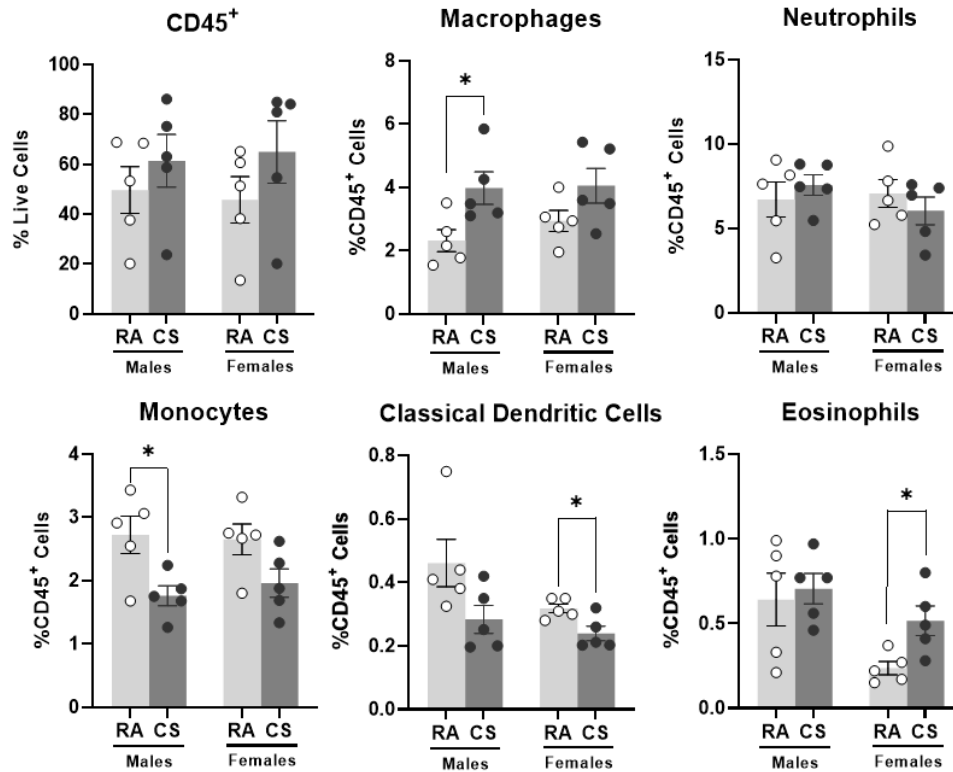 CD45⁺
% Live Cells
100
80
60
40
20
0
RA CS RA CS
Males Females
Macrophages
%CD45⁺ Cells
8
6
4
2
0
*
RA CS RA CS
Males Females
Neutrophils
%CD45⁺ Cells
15
10
5
0
RA CS RA CS
Males Females
Monocytes
%CD45⁺ Cells
4
3
2
1
0
*
RA CS RA CS
Males Females
Classical Dendritic Cells
%CD45⁺ Cells
0.8
0.6
0.4
0.2
0.0
*
RA CS RA CS
Males Females
Eosinophils
%CD45⁺ Cells
1.5
1.0
0.5
0.0
*
RA CS RA CS
Males Females